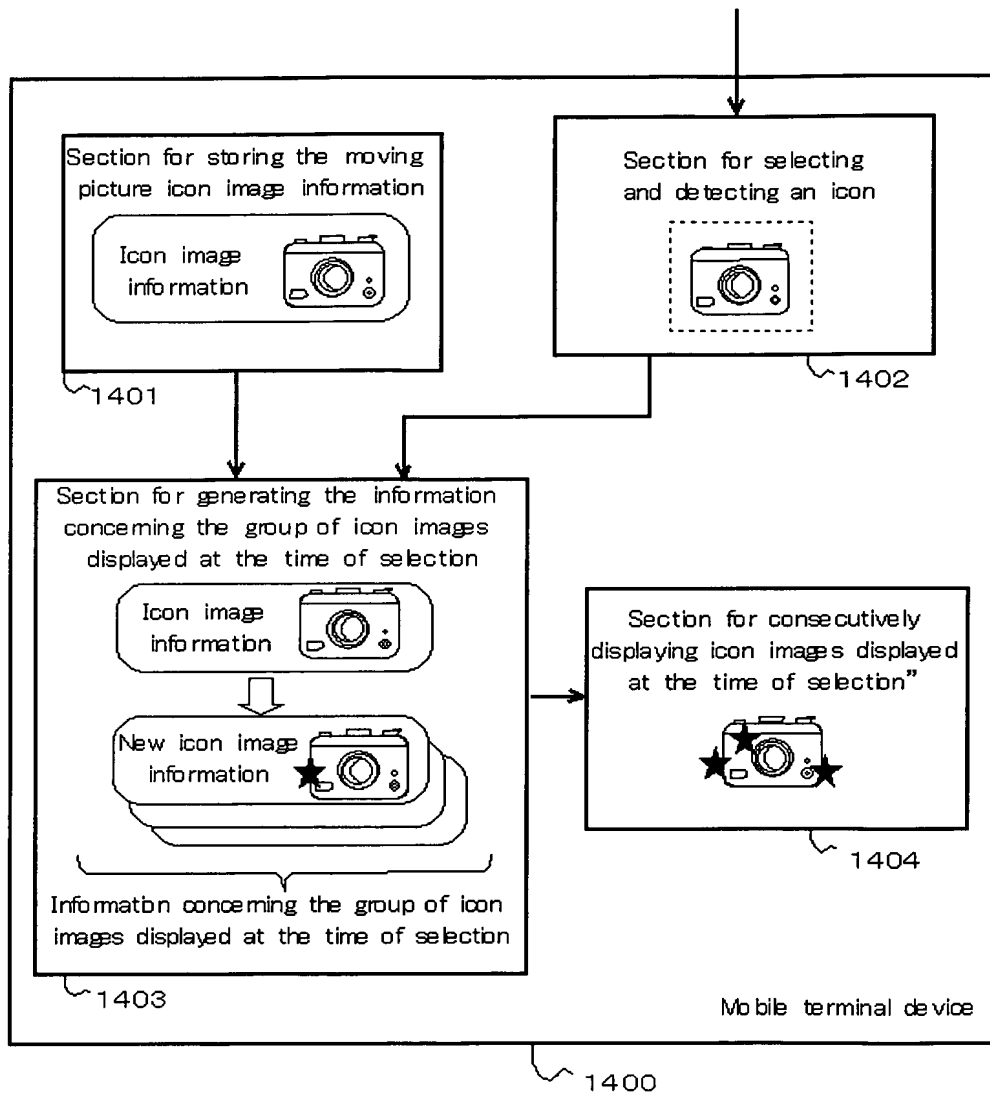 Section for storing the moving
picture icon image information
Icon image
information
1401
Section for selecting
and detecting an icon
1402
Section for generating the information
concerning the group of icon images
displayed at the time of selection
Icon image
information
New icon image
information
Information concerning the group of icon
images displayed at the time of selection
1403
Section for consecutively
displaying icon images displayed
at the time of selection”
1404
Mobile terminal device
1400